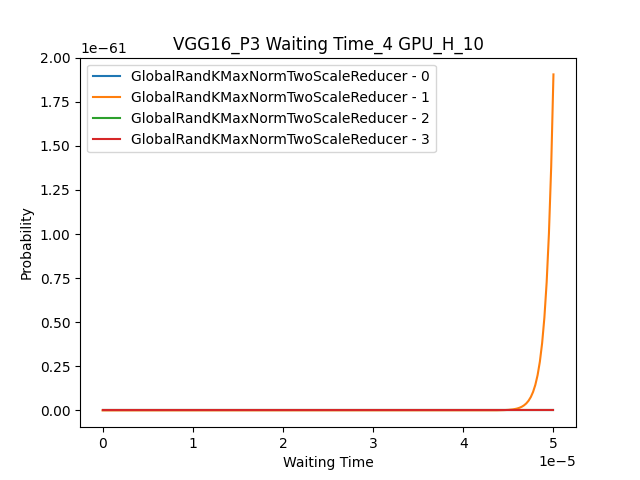 VGG16_P3 Waiting Time_4 GPU_H_10
1e−61
GlobalRandKMaxNormTwoScaleReducer - 0
GlobalRandKMaxNormTwoScaleReducer - 1
GlobalRandKMaxNormTwoScaleReducer - 2
GlobalRandKMaxNormTwoScaleReducer - 3
2.00
1.75
1.50
1.25
1.00
0.75
0.50
0.25
0.00
Probability
0 1 2 3 4 5
Waiting Time
1e−5